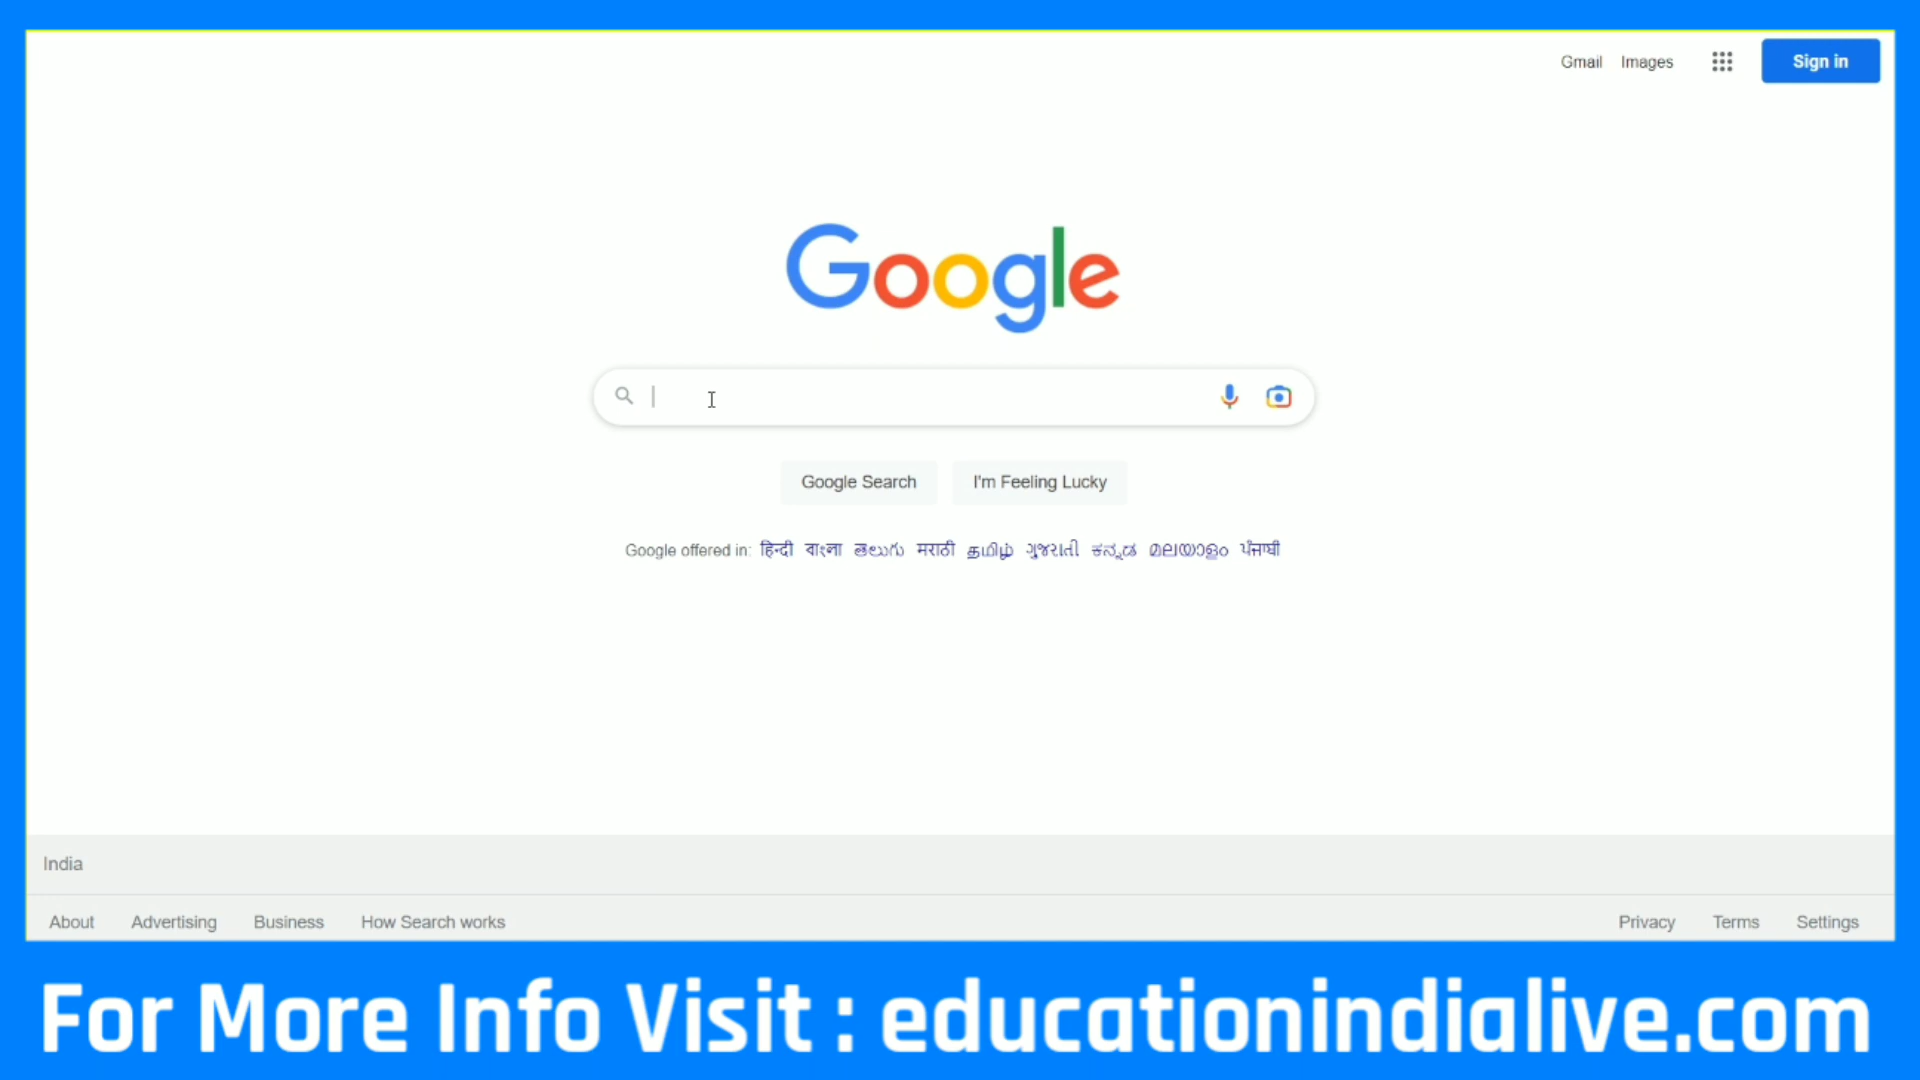 Gmail Images Sign in
Google
Google Search I'm Feeling Lucky
Google offered in: हिन्दी বাংলা తెలుగు मराठी தமிழ் ગુજરાતી ಕನ್ನಡ മലയാളം ਪੰਜਾਬੀ
India
About Advertising Business How Search works Privacy Terms Settings
For More Info Visit : educationindialive.com